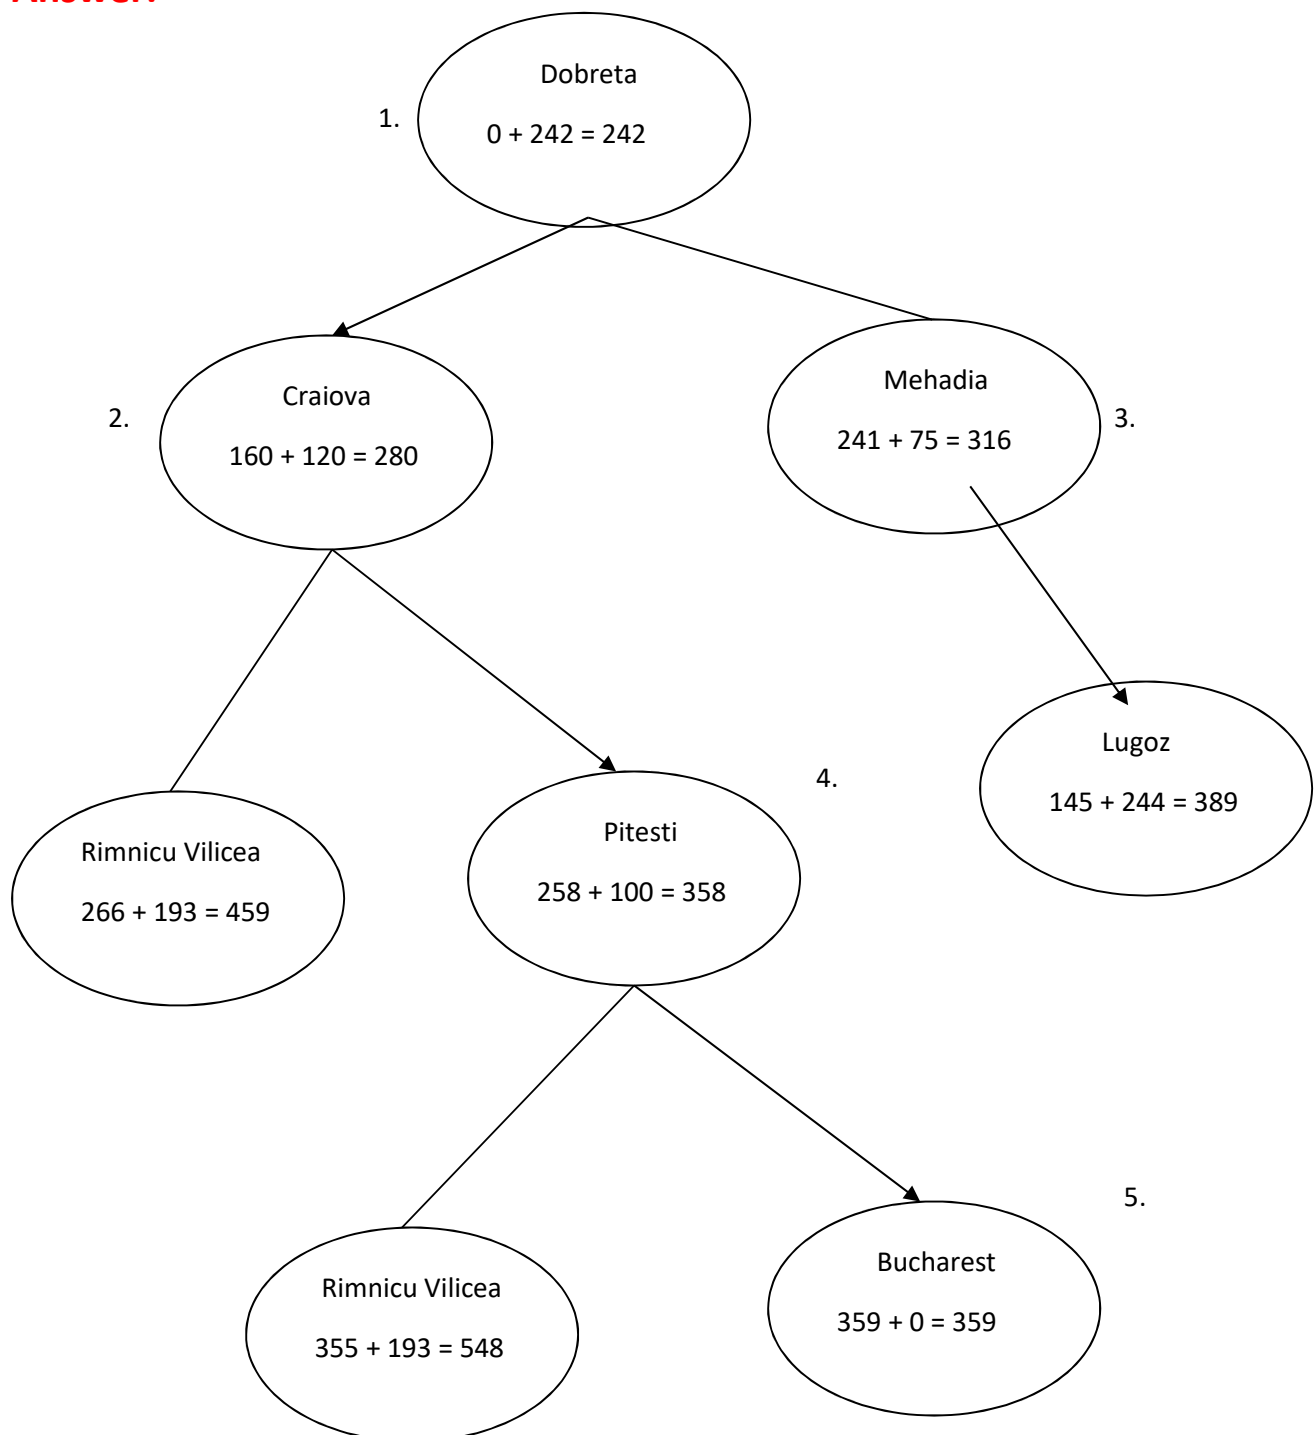 Answer:
Dobreta
1.
0 + 242 = 242
Craiova
2.
160 + 120 = 280
Mehadia
241 + 75 = 316
3.
Rimnicu Vilicea
266 + 193 = 459
Pitesti
258 + 100 = 358
4.
Lugoz
145 + 244 = 389
Rimnicu Vilicea
355 + 193 = 548
Bucharest
359 + 0 = 359
5.